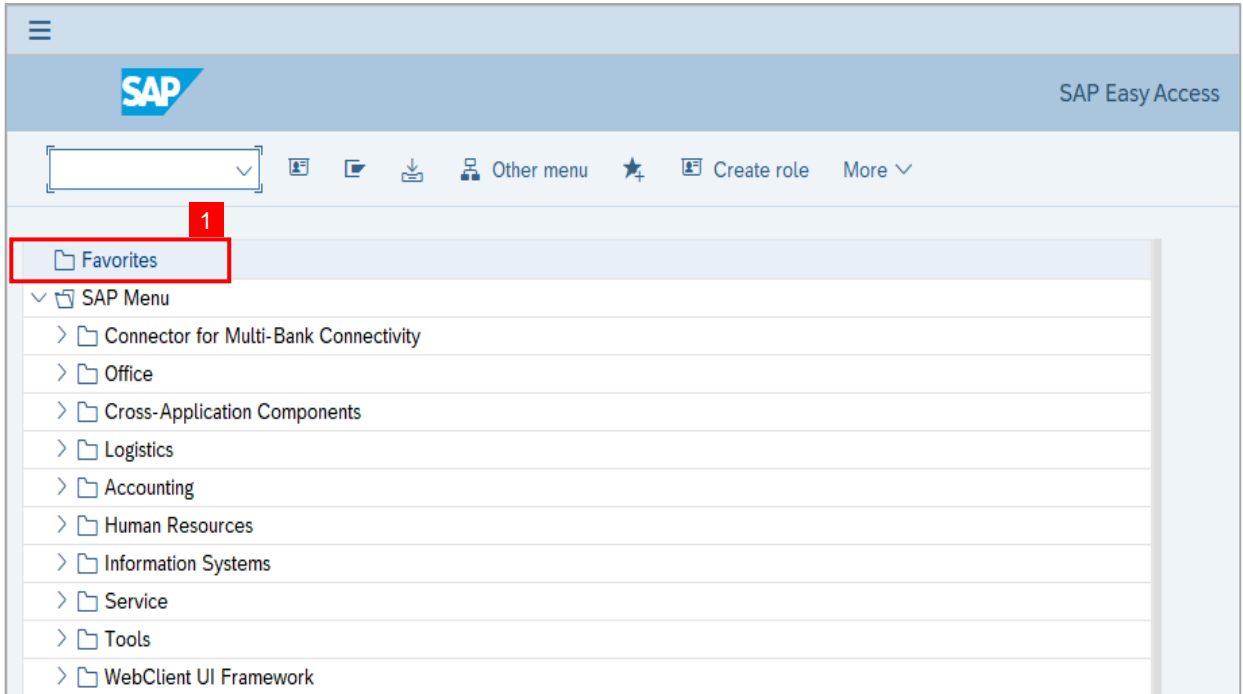 SAP
SAP Easy Access
Other menu
Create role
More
1
Favorites
SAP Menu
Connector for Multi-Bank Connectivity
Office
Cross-Application Components
Logistics
Accounting
Human Resources
Information Systems
Service
Tools
WebClient UI Framework